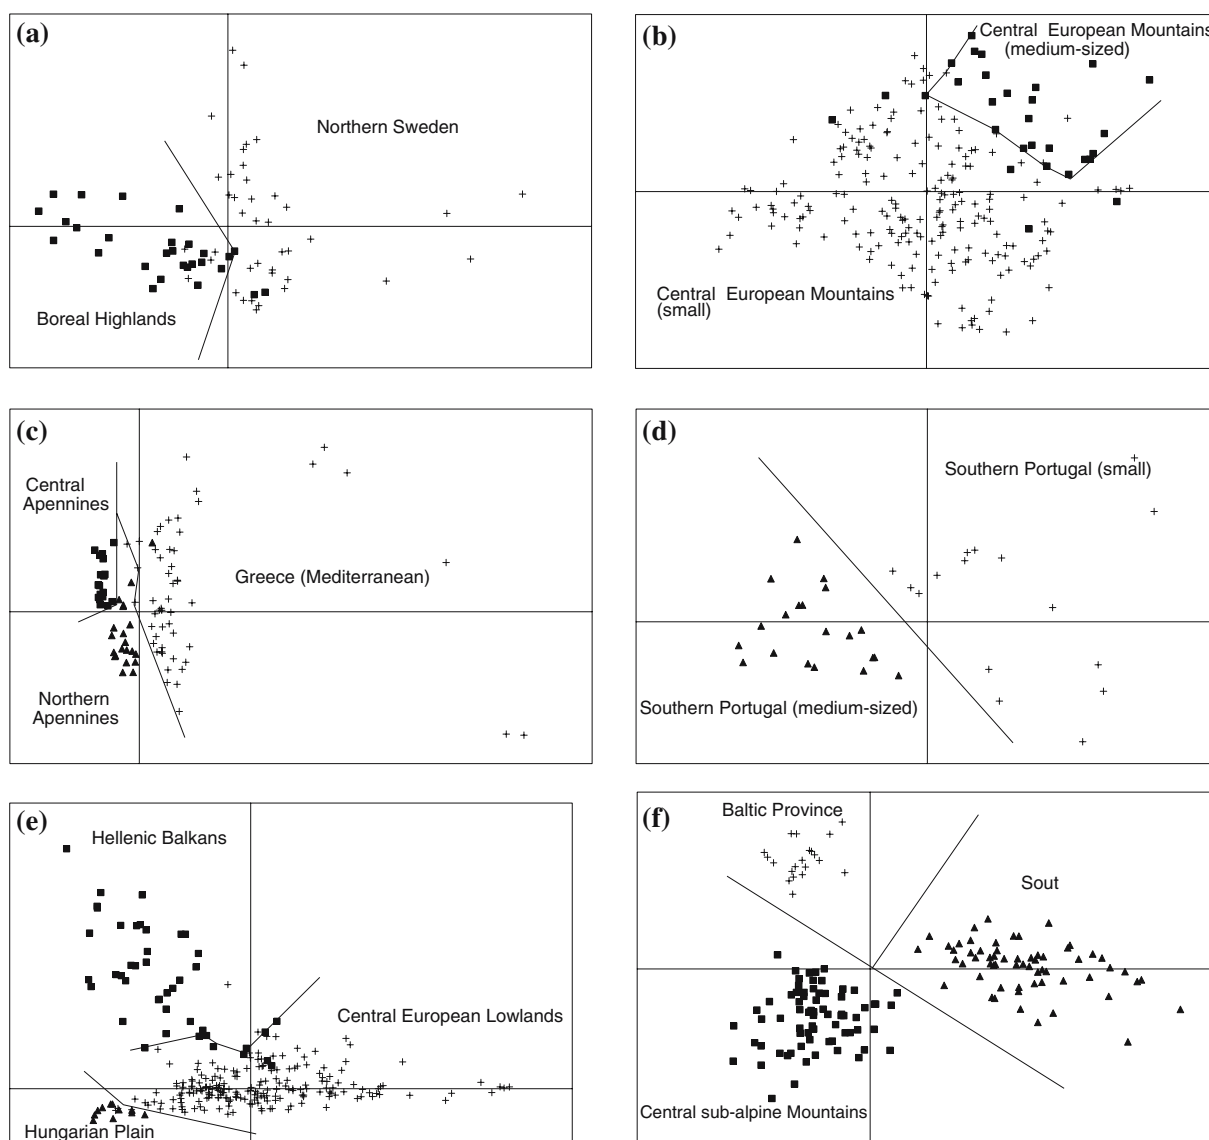 (a)
Northern Sweden
Boreal Highlands
(b)
Central European Mountains
(medium-sized)
Central European Mountains
(small)
(c)
Central
Apennines
Greece (Mediterranean)
Northern
Apennines
(d)
Southern Portugal (small)
Southern Portugal (medium-sized)
(e)
Hellenic Balkans
Central European Lowlands
Hungarian Plain
(f)
Baltic Province
Sout
Central sub-alpine Mountains